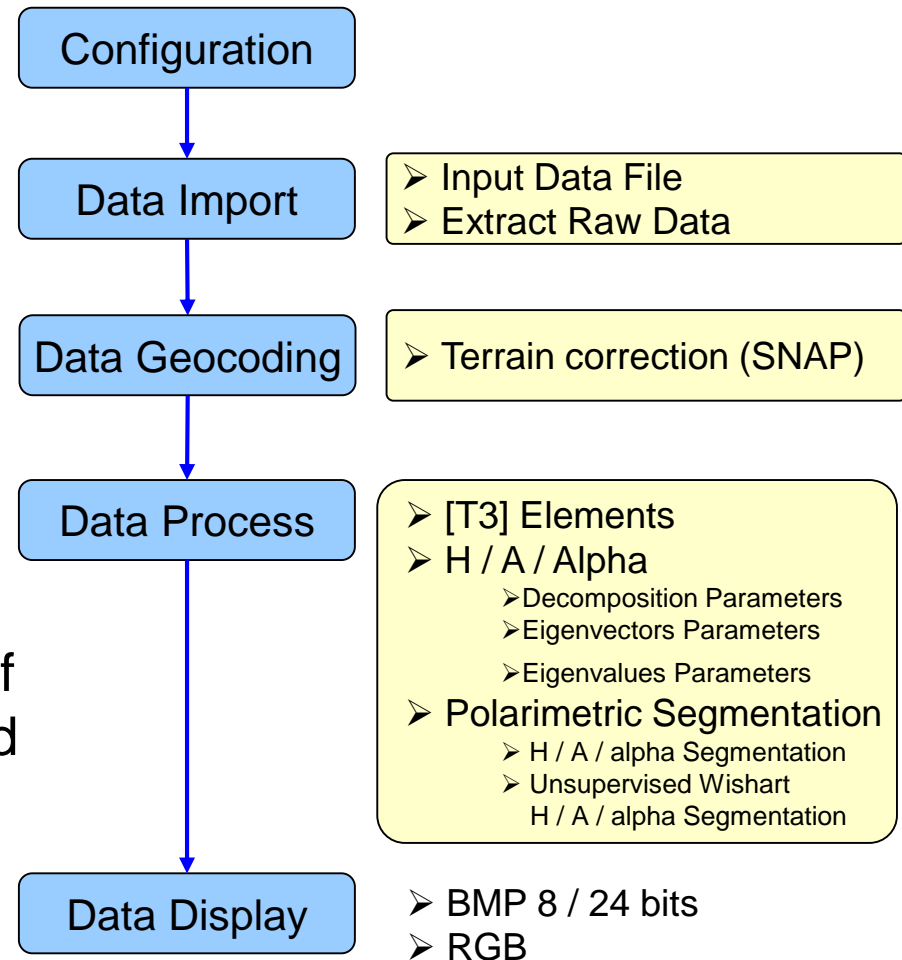 Configuration
Data Import
➢ Input Data File
➢ Extract Raw Data
Data Geocoding
➢ Terrain correction (SNAP)
Data Process
➢ [T3] Elements
➢ H / A / Alpha
➢Decomposition Parameters
➢Eigenvectors Parameters
➢Eigenvalues Parameters
➢ Polarimetric Segmentation
➢ H / A / alpha Segmentation
➢ Unsupervised Wishart
H / A / alpha Segmentation
Data Display
➢ BMP 8 / 24 bits
➢ RGB